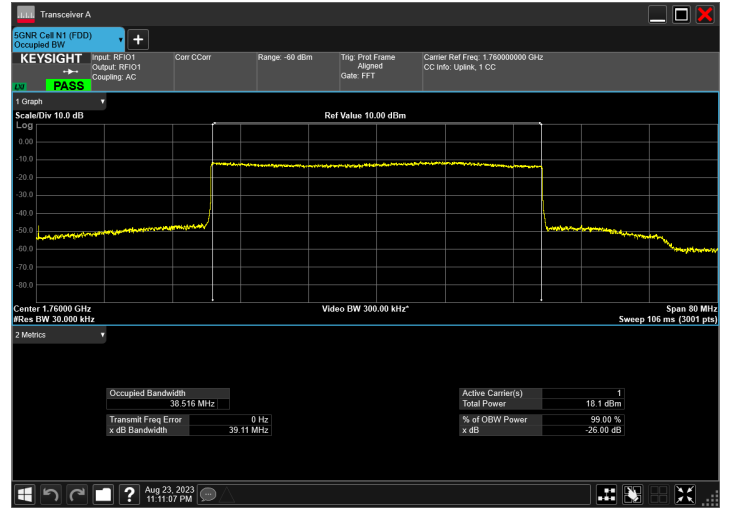 Transceiver A
5GNR Cell N1 (FDD)
Occupied BW
KEYSIGHT
Input: RFIO1
Output: RFIO1
Coupling: AC
Corr CCorr
Range: -60 dBm
Trig: Prot Frame
Aligned
Gate: FFT
Carrier Ref Freq: 1.760000000 GHz
CC Info: Uplink, 1 CC
LXI
PASS
1 Graph
Scale/Div 10.0 dB
Ref Value 10.00 dBm
Log
0.00
-10.0
-20.0
-30.0
-40.0
-50.0
-60.0
-70.0
-80.0
Center 1.76000 GHz
#Res BW 30.000 kHz
Video BW 300.00 kHz*
Span 80 MHz
Sweep 106 ms (3001 pts)
2 Metrics
Occupied Bandwidth
38.516 MHz
Transmit Freq Error 0 Hz
x dB Bandwidth 39.11 MHz
Active Carrier(s) 1
Total Power 18.1 dBm
% of OBW Power 99.00 %
x dB -26.00 dB
Aug 23, 2023
11:11:07 PM